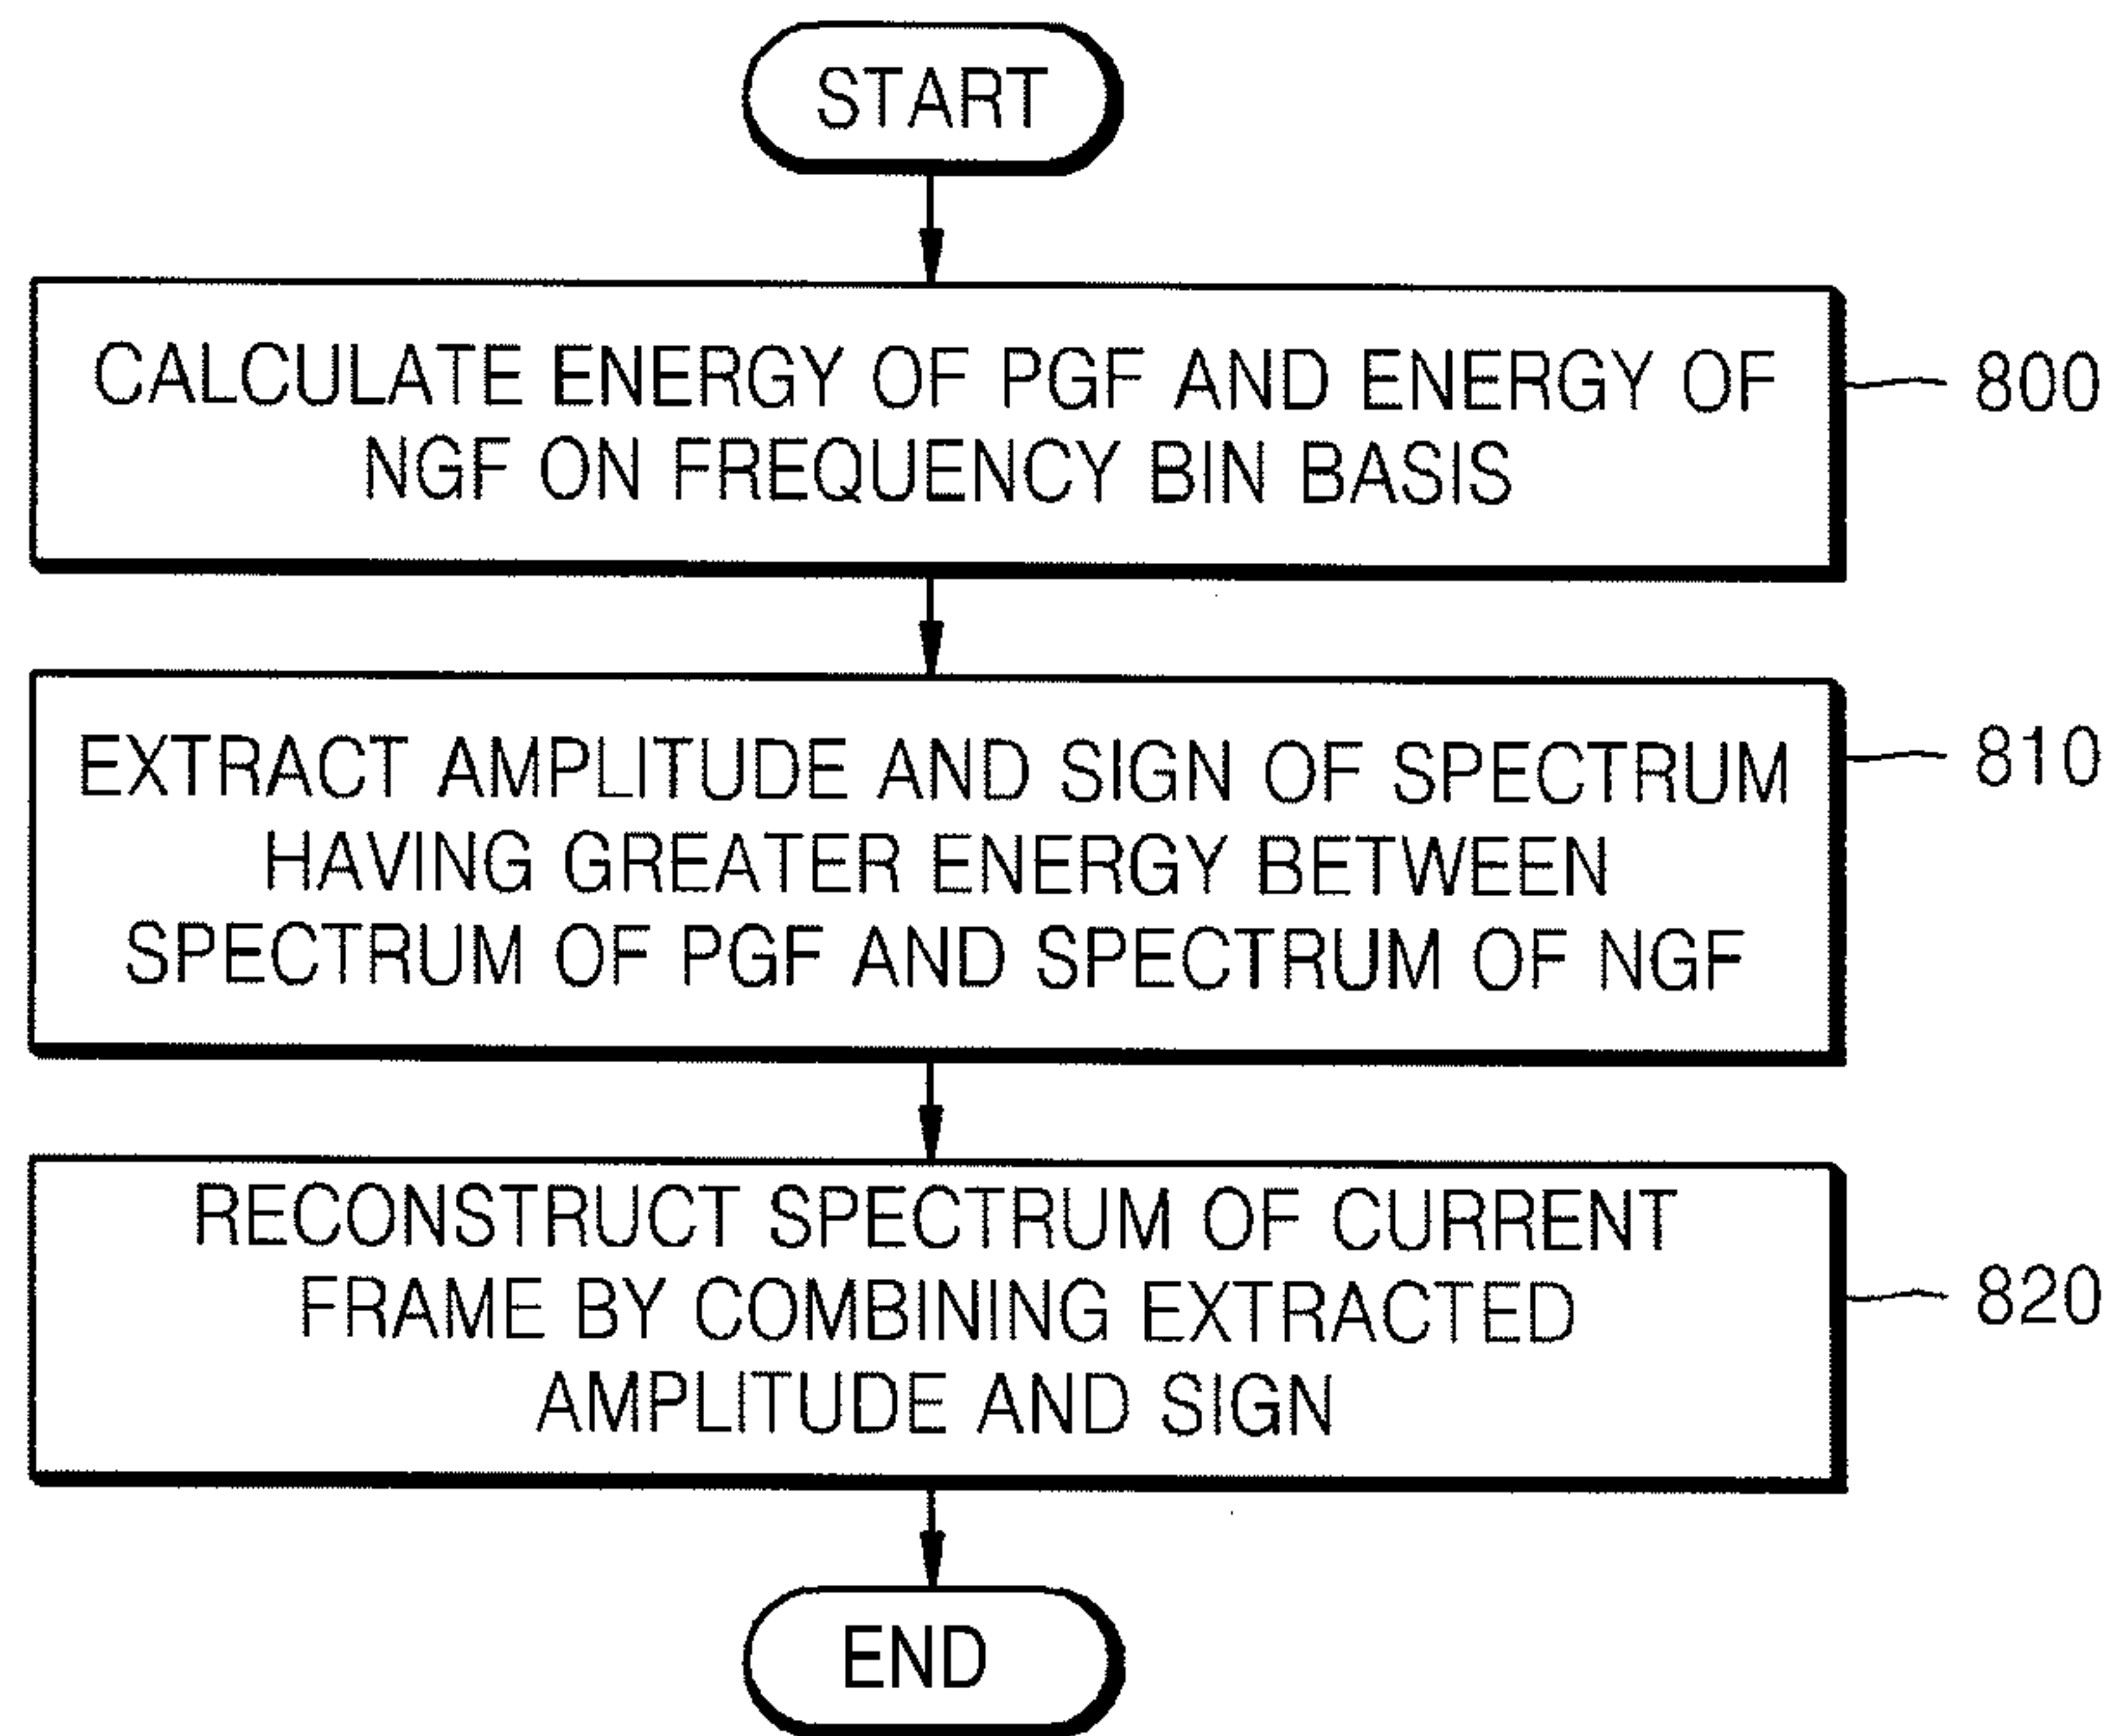 START
CALCULATE ENERGY OF PGF AND ENERGY OF
NGF ON FREQUENCY BIN BASIS
800
EXTRACT AMPLITUDE AND SIGN OF SPECTRUM
HAVING GREATER ENERGY BETWEEN
SPECTRUM OF PGF AND SPECTRUM OF NGF
810
RECONSTRUCT SPECTRUM OF CURRENT
FRAME BY COMBINING EXTRACTED
AMPLITUDE AND SIGN
820
END